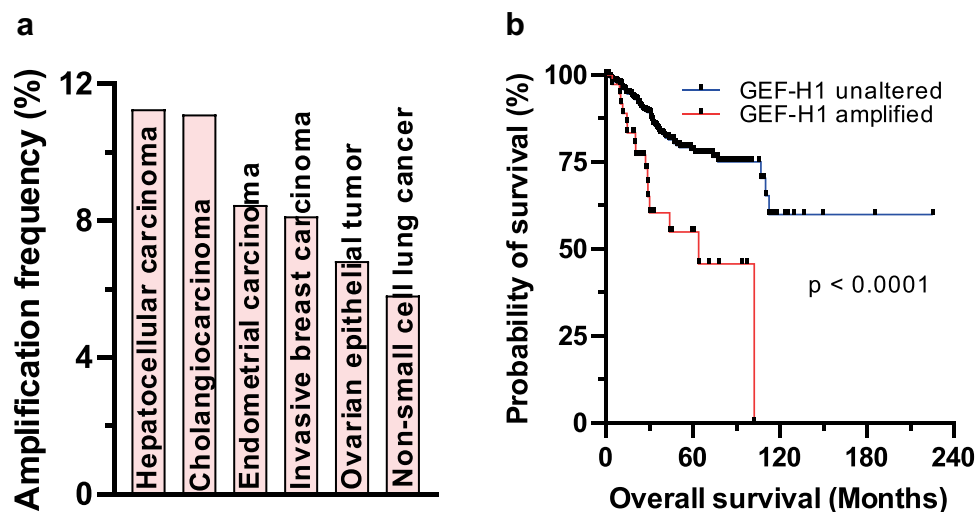 a
Amplification frequency (%)
12
8
4
0
Hepatocellular carcinoma
Cholangiocarcinoma
Endometrial carcinoma
Invasive breast carcinoma
Ovarian epithelial tumor
Non-small cell lung cancer
b
Probability of survival (%)
100
75
50
25
0
GEF-H1 unaltered
GEF-H1 amplified
p < 0.0001
0 60 120 180 240
Overall survival (Months)